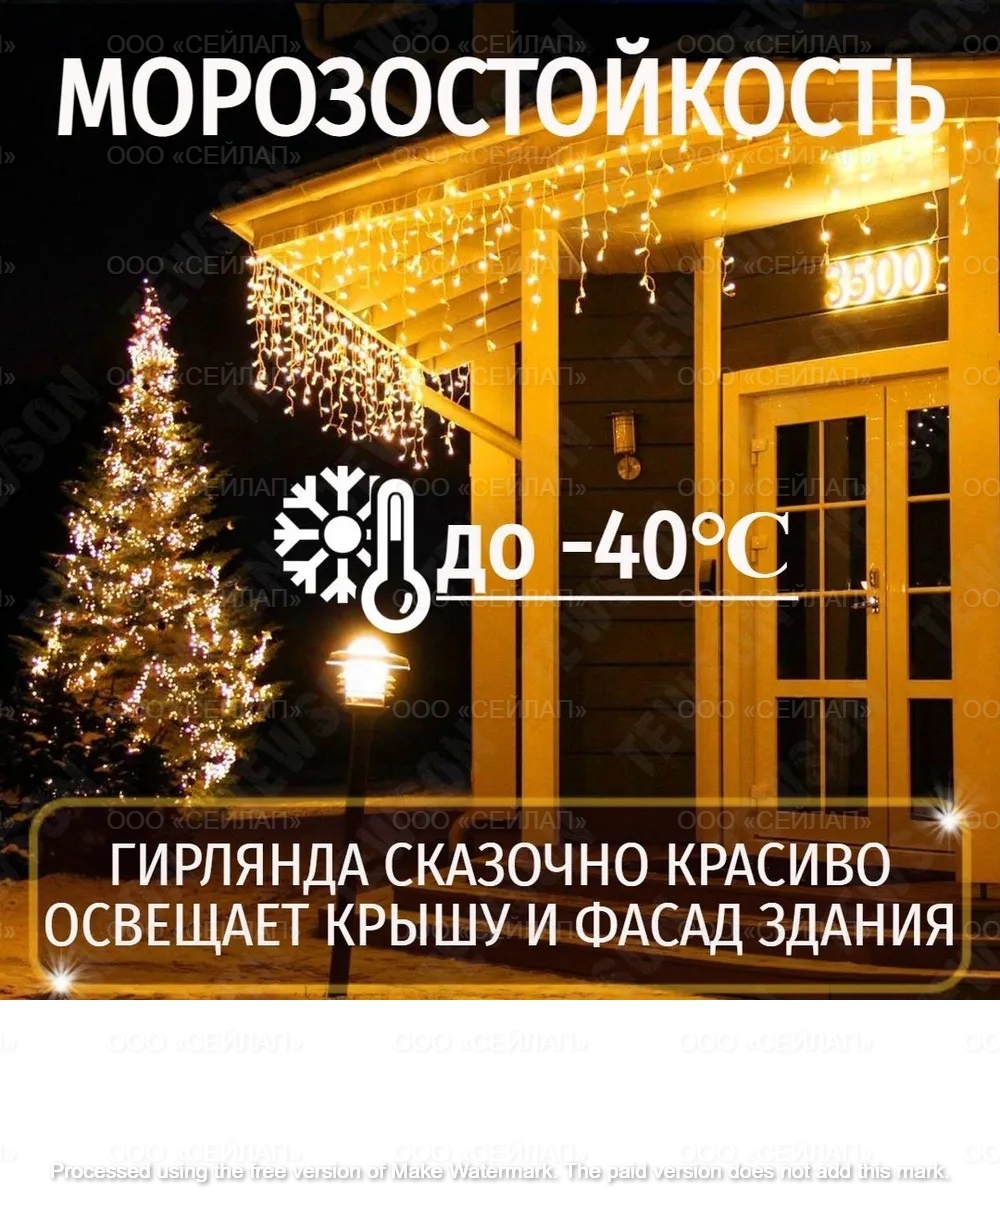 МОРОЗОСТОЙКОСТЬ
3500
до -40°C
ГИРЛЯНДА СКАЗОЧНО КРАСИВО
ОСВЕЩАЕТ КРЫШУ И ФАСАД ЗДАНИЯ
ООО «СЕЙЛАП»
TEWSON
Processed using the free version of Make Watermark. The paid version does not add this mark.